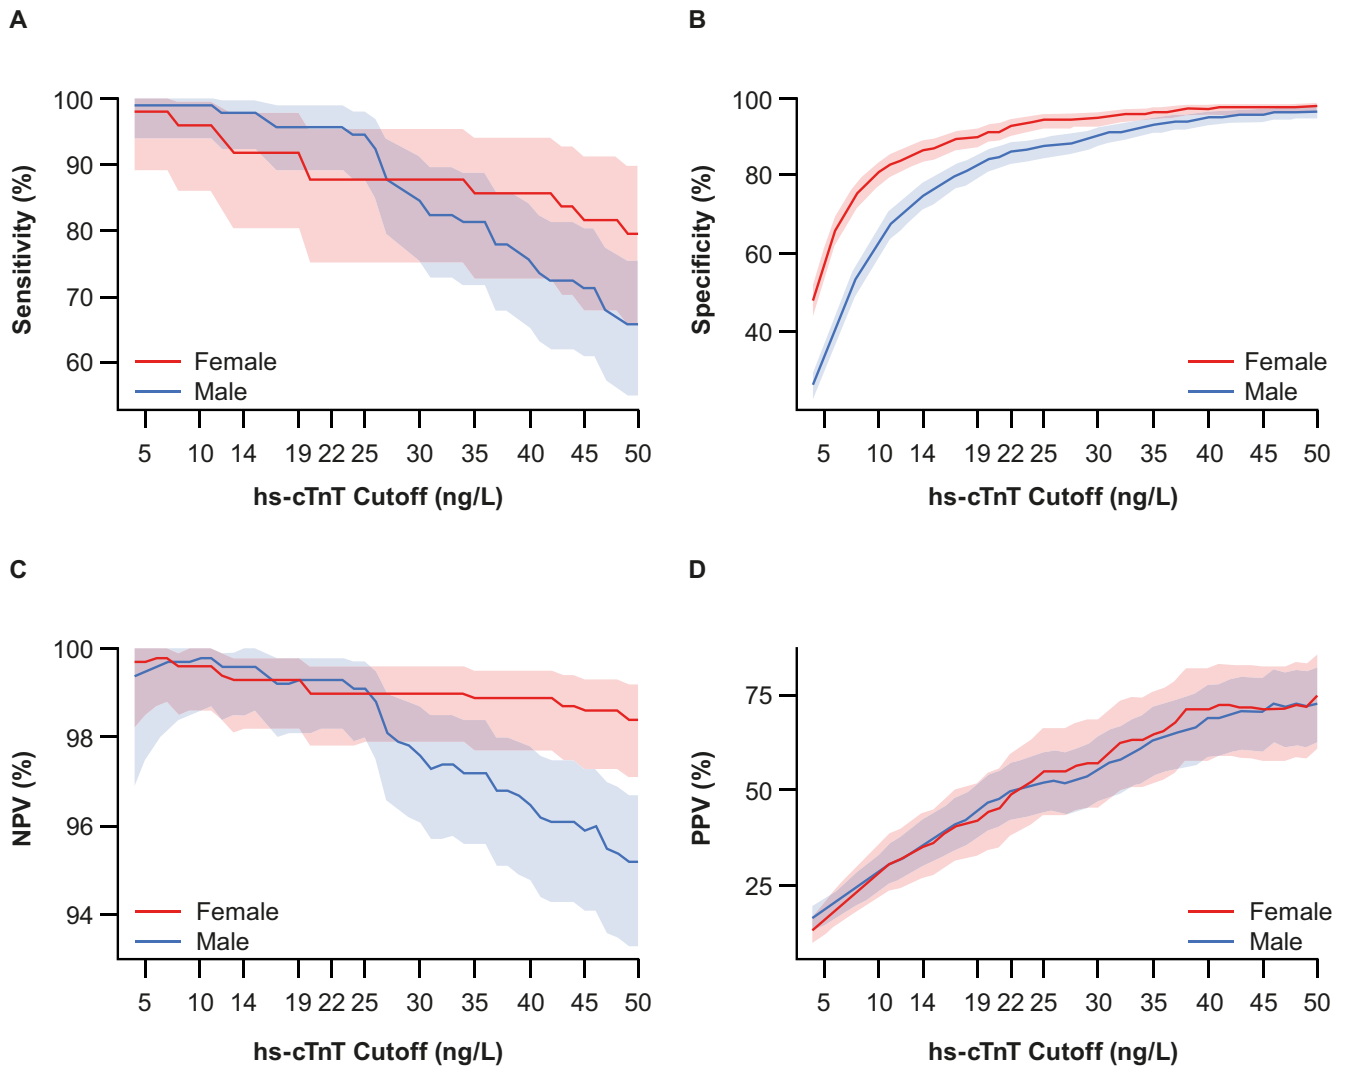 A
Sensitivity (%)
100
90
80
70
60
Female
Male
5 10 14 19 22 25 30 35 40 45 50
hs-cTnT Cutoff (ng/L)
B
Specificity (%)
100
80
60
40
Female
Male
5 10 14 19 22 25 30 35 40 45 50
hs-cTnT Cutoff (ng/L)
C
NPV (%)
100
98
96
94
Female
Male
5 10 14 19 22 25 30 35 40 45 50
hs-cTnT Cutoff (ng/L)
D
PPV (%)
75
50
25
Female
Male
5 10 14 19 22 25 30 35 40 45 50
hs-cTnT Cutoff (ng/L)